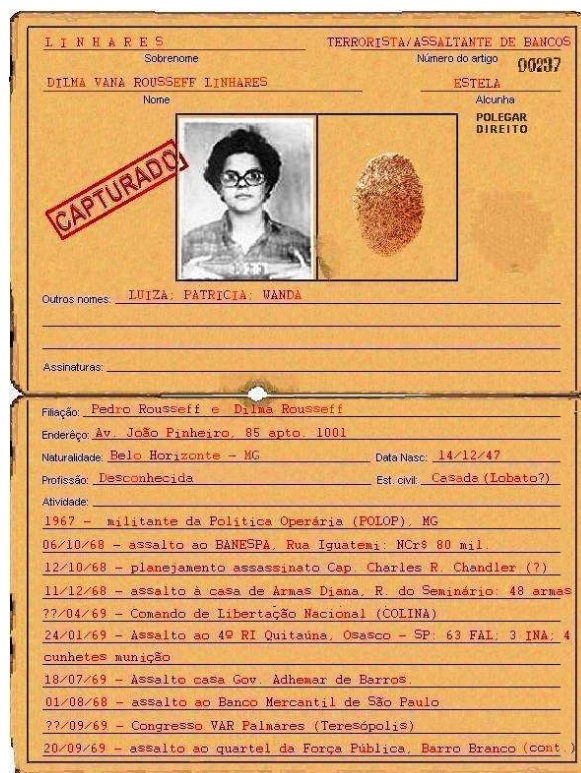 LINHARES TERRORISTA/ASSALTANTE DE BANCOS
Sobrenome Número do artigo 00237
DILMA VANA ROUSSEFF LINHARES ESTELA
Nome Alcunha
POLEGAR
DIREITO
CAPTURADO
Outros nomes: LUIZA; PATRICIA; WANDA
Assinaturas:
Filiação: Pedro Rousseff e Dilma Rousseff
Enderêço: Av. João Pinheiro, 85 apto. 1001
Naturalidade: Belo Horizonte - MG Data Nasc: 14/12/47
Profissão: Desconhecida Est. civil: Casada (Lobato?)
Atividade:
1967 - militante da Política Operária (POLOP), MG
06/10/68 - assalto ao BANESPA, Rua Iguatemi: NCr$ 80 mil.
12/10/68 - planejamento assassinato Cap. Charles R. Chandler (?)
11/12/68 - assalto à casa de Armas Diana, R. do Seminário: 48 armas
??/04/69 - Comando de Libertação Nacional (COLINA)
24/01/69 - Assalto ao 4º RI Quitaúna, Osasco - SP: 63 FAL; 3 INA; 4
cunhetes munição
18/07/69 - Assalto casa Gov. Adhemar de Barros.
01/08/68 - assalto ao Banco Mercantil de São Paulo
??/09/69 - Congresso VAR Palmares (Teresópolis)
20/09/69 - assalto ao quartel da Força Pública, Barro Branco (cont.)